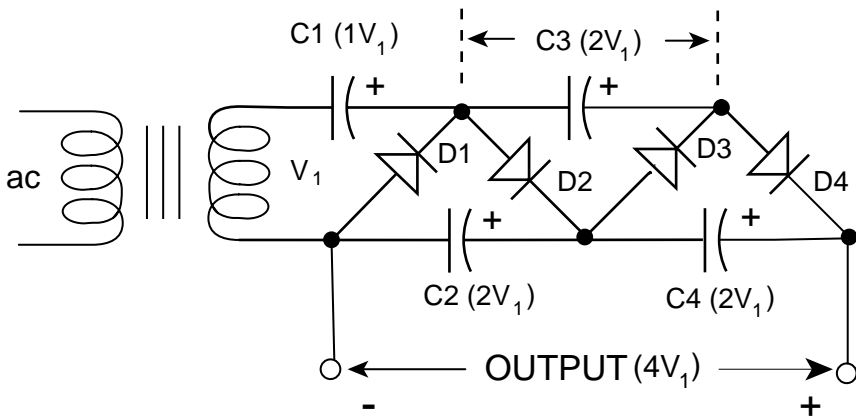 C1 (1V1)
C3 (2V1)
+
+
ac
V1
D1
D2
D3
D4
+
+
C2 (2V1)
C4 (2V1)
OUTPUT (4V1)
-
+